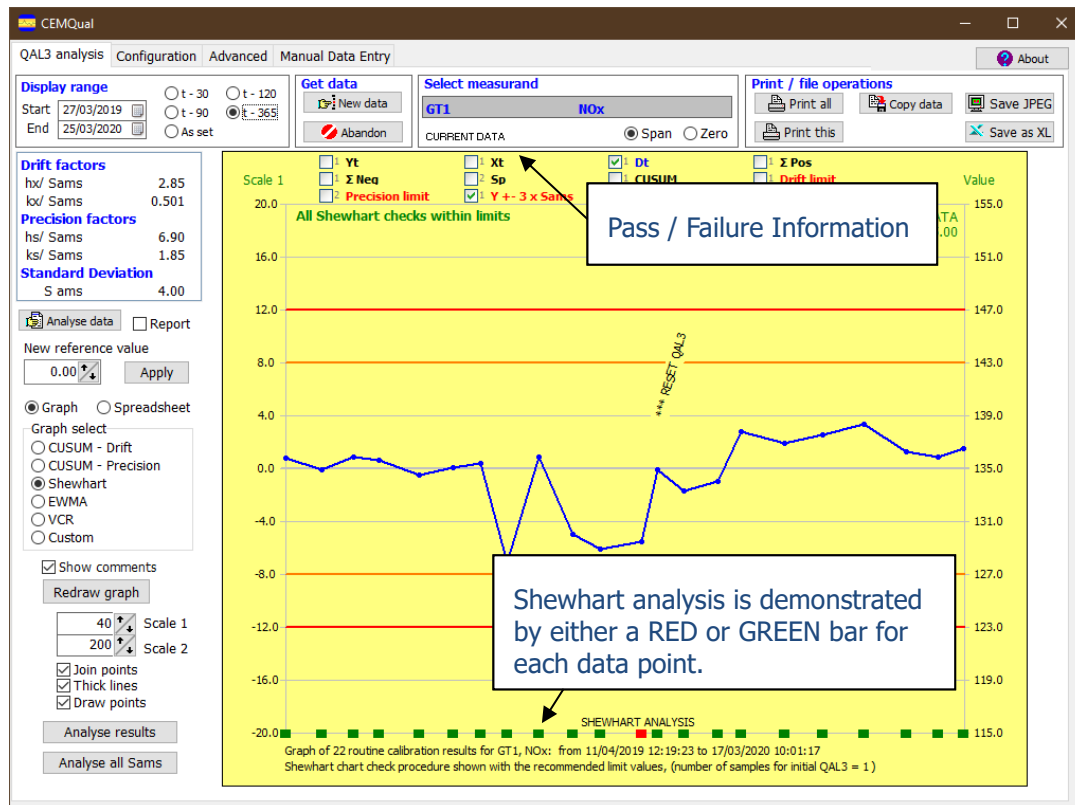 CEMQual
QAL3 analysis Configuration Advanced Manual Data Entry
About
Display range
Start 27/03/2019
End 25/03/2020
t - 30 t - 120
t - 90 t - 365
As set
Get data
New data
Abandon
Select measurand
GT1 NOx
CURRENT DATA Span Zero
Print / file operations
Print all Copy data Save JPEG
Print this Save as XL
Drift factors
hx/ Sams 2.85
kx/ Sams 0.501
Precision factors
hs/ Sams 6.90
ks/ Sams 1.85
Standard Deviation
S ams 4.00
Analyse data Report
New reference value
0.00 Apply
Graph Spreadsheet
Graph select
CUSUM - Drift
CUSUM - Precision
Shewhart
EWMA
VCR
Custom
Show comments
Redraw graph
40 Scale 1
200 Scale 2
Join points
Thick lines
Draw points
Analyse results
Analyse all Sams
1 Yt 1 Xt 1 Dt 1 Σ Pos
Scale 1 1 Σ Neg 2 Sp 1 CUSUM 1 Drift limit Value
2 Precision limit 1 Y +- 3 x Sams
All Shewhart checks within limits
TA
.00
Pass / Failure Information
20.0 155.0
16.0 151.0
12.0 147.0
8.0 143.0
4.0 139.0
0.0 135.0
-4.0 131.0
-8.0 127.0
-12.0 123.0
-16.0 119.0
-20.0 115.0
*** RESET QAL3
Shewhart analysis is demonstrated
by either a RED or GREEN bar for
each data point.
SHEWHART ANALYSIS
Graph of 22 routine calibration results for GT1, NOx: from 11/04/2019 12:19:23 to 17/03/2020 10:01:17
Shewhart chart check procedure shown with the recommended limit values, (number of samples for initial QAL3 = 1 )